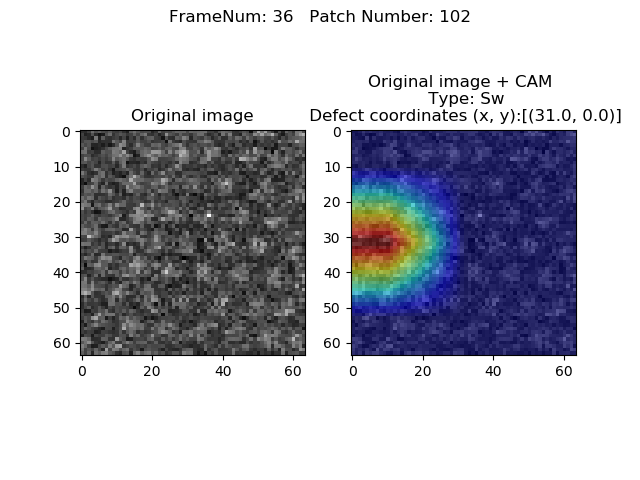 FrameNum: 36   Patch Number: 102
Original image
0
10
20
30
40
50
60
0 20 40 60
Original image + CAM
Type: Sw
Defect coordinates (x, y):[(31.0, 0.0)]
0
10
20
30
40
50
60
0 20 40 60